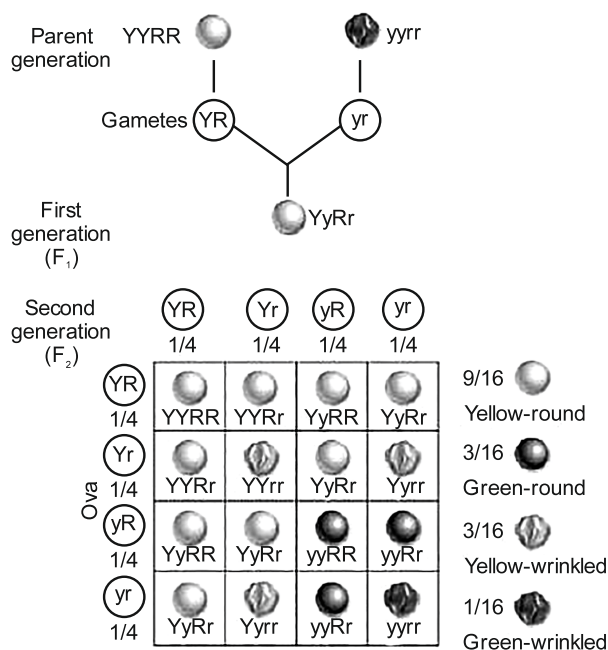 Parent
generation
YYRR
yyrr
Gametes
YR
yr
First
generation
(F₁)
YyRr
Second
generation
(F₂)
YR Yr yR yr
1/4 1/4 1/4 1/4
Ova
YR
1/4
YYRR YYRr YyRR YyRr
Yr
1/4
YYRr YYrr YyRr Yyrr
yR
1/4
YyRR YyRr yyRR yyRr
yr
1/4
YyRr Yyrr yyRr yyrr
9/16
Yellow-round
3/16
Green-round
3/16
Yellow-wrinkled
1/16
Green-wrinkled